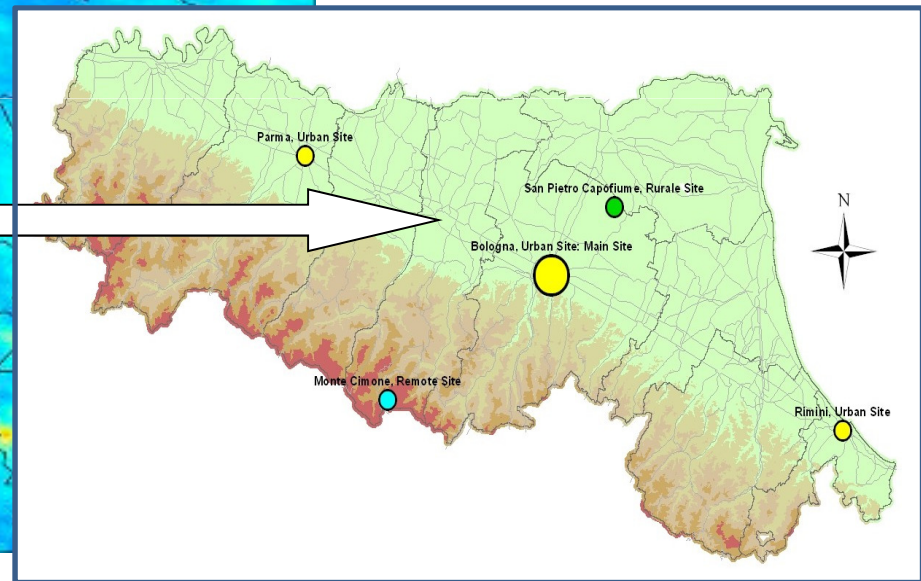 Parma, Urban Site
San Pietro Capofiume, Rurale Site
N
Bologna, Urban Site: Main Site
Monte Cimone, Remote Site
Rimini, Urban Site